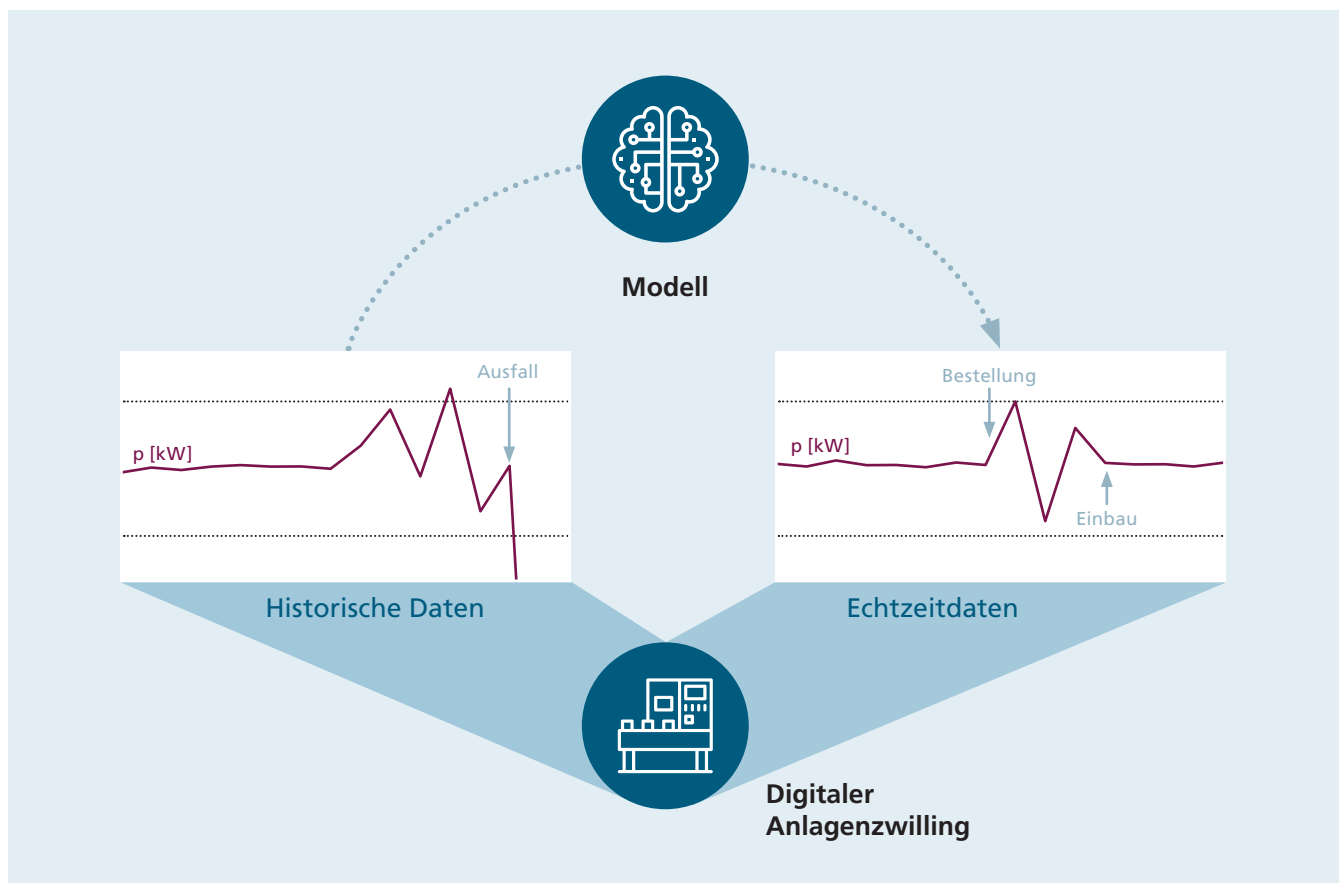 Modell
Ausfall
p [kW]
Historische Daten
Bestellung
p [kW]
Einbau
Echtzeitdaten
Digitaler
Anlagenzwilling